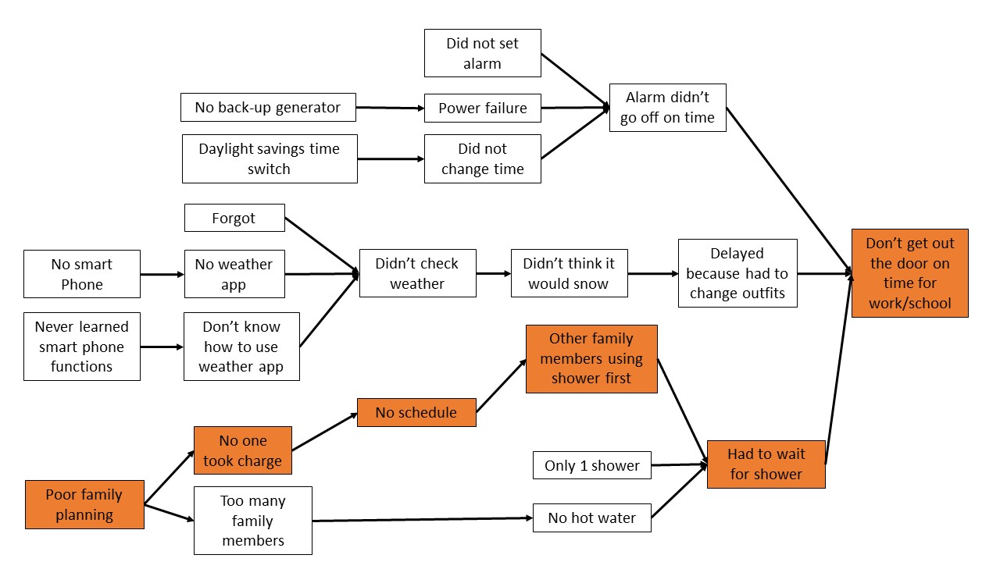 Did not set
alarm
No back-up generator
Power failure
Alarm didn't
go off on time
Daylight savings time
switch
Did not
change time
Forgot
No smart
Phone
No weather
app
Didn't check
weather
Didn't think it
would snow
Delayed
because had to
change outfits
Don't get out
the door on
time for
work/school
Never learned
smart phone
functions
Don't know
how to use
weather app
Other family
members using
shower first
No schedule
No one
took charge
Only 1 shower
Had to wait
for shower
Poor family
planning
Too many
family
members
No hot water